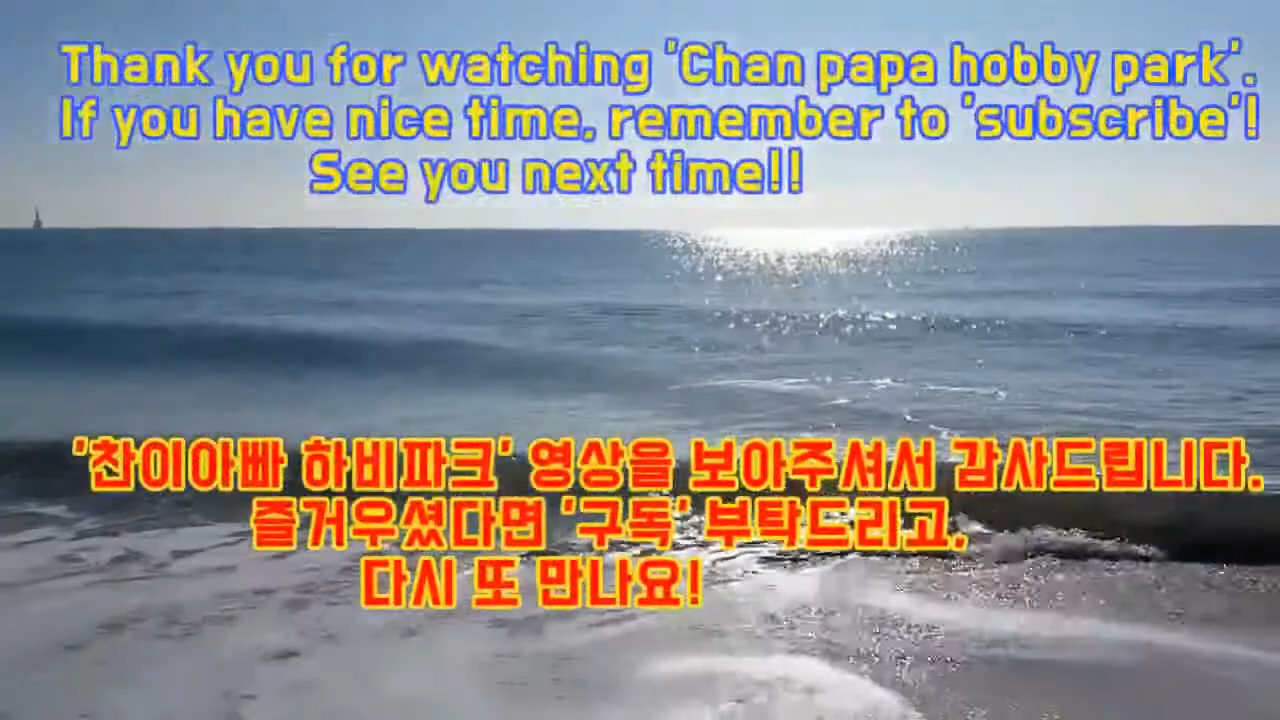 Thank you for watching 'Chan papa hobby park'.
If you have nice time, remember to 'subscribe'!
See you next time!!
'찬이아빠 하비파크' 영상을 보아주셔서 감사드립니다.
즐거우셨다면 '구독' 부탁드리고,
다시 또 만나요!